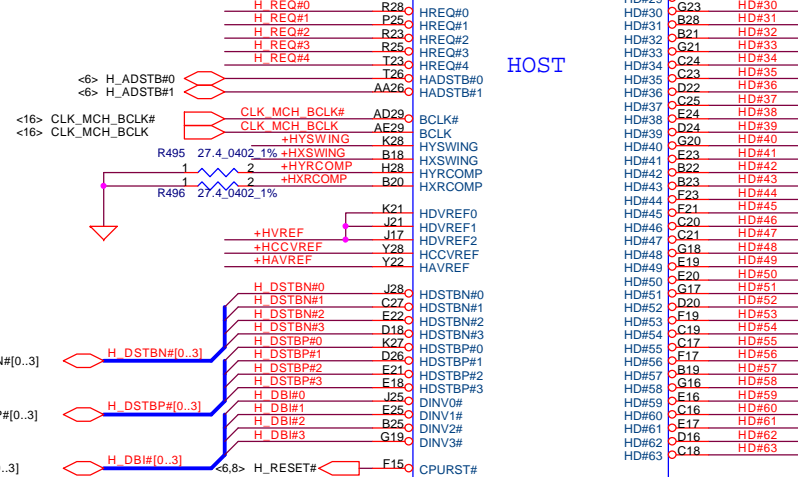 H_REQ#0 R28 HREQ#0
H_REQ#1 P25 HREQ#1
H_REQ#2 R23 HREQ#2
H_REQ#3 R25 HREQ#3
H_REQ#4 T23 HREQ#4
<6> H_ADSTB#0 T26 HADSTB#0
<6> H_ADSTB#1 AA26 HADSTB#1
HOST
<16> CLK_MCH_BCLK# CLK_MCH_BCLK# AD29 BCLK#
<16> CLK_MCH_BCLK CLK_MCH_BCLK AE29 BCLK
+HYSWING K28 HYSWING
+HXSWING B18 HXSWING
R495 27.4_0402_1%
1 2 +HYRCOMP H28 HYRCOMP
1 2 +HXRCOMP B20 HXRCOMP
R496 27.4_0402_1%
K21 HDVREF0
J21 HDVREF1
+HVREF J17 HDVREF2
+HCCVREF Y28 HCCVREF
+HAVREF Y22 HAVREF
H_DSTBN#0 J28 HDSTBN#0
H_DSTBN#1 C27 HDSTBN#1
H_DSTBN#2 E22 HDSTBN#2
H_DSTBN#3 D18 HDSTBN#3
H_DSTBP#0 K27 HDSTBP#0
H_DSTBP#1 D26 HDSTBP#1
H_DSTBP#2 E21 HDSTBP#2
H_DSTBP#3 E18 HDSTBP#3
H_DBI#0 J25 DINV0#
H_DBI#1 E25 DINV1#
H_DBI#2 B25 DINV2#
H_DBI#3 G19 DINV3#
N#[0..3] H_DSTBN#[0..3]
P#[0..3] H_DSTBP#[0..3]
..3] H_DBI#[0..3]
<6,8> H_RESET# F15 CPURST#
HD#30 G23 HD#30
HD#31 B28 HD#31
HD#32 B21 HD#32
HD#33 G21 HD#33
HD#34 C24 HD#34
HD#35 C23 HD#35
HD#36 D22 HD#36
HD#37 C25 HD#37
HD#38 E24 HD#38
HD#39 D24 HD#39
HD#40 G20 HD#40
HD#41 E23 HD#41
HD#42 B22 HD#42
HD#43 B23 HD#43
HD#44 F23 HD#44
HD#45 F21 HD#45
HD#46 C20 HD#46
HD#47 C21 HD#47
HD#48 G18 HD#48
HD#49 E19 HD#49
HD#50 E20 HD#50
HD#51 G17 HD#51
HD#52 D20 HD#52
HD#53 F19 HD#53
HD#54 C19 HD#54
HD#55 C17 HD#55
HD#56 F17 HD#56
HD#57 B19 HD#57
HD#58 G16 HD#58
HD#59 E16 HD#59
HD#60 C16 HD#60
HD#61 E17 HD#61
HD#62 D16 HD#62
HD#63 C18 HD#63